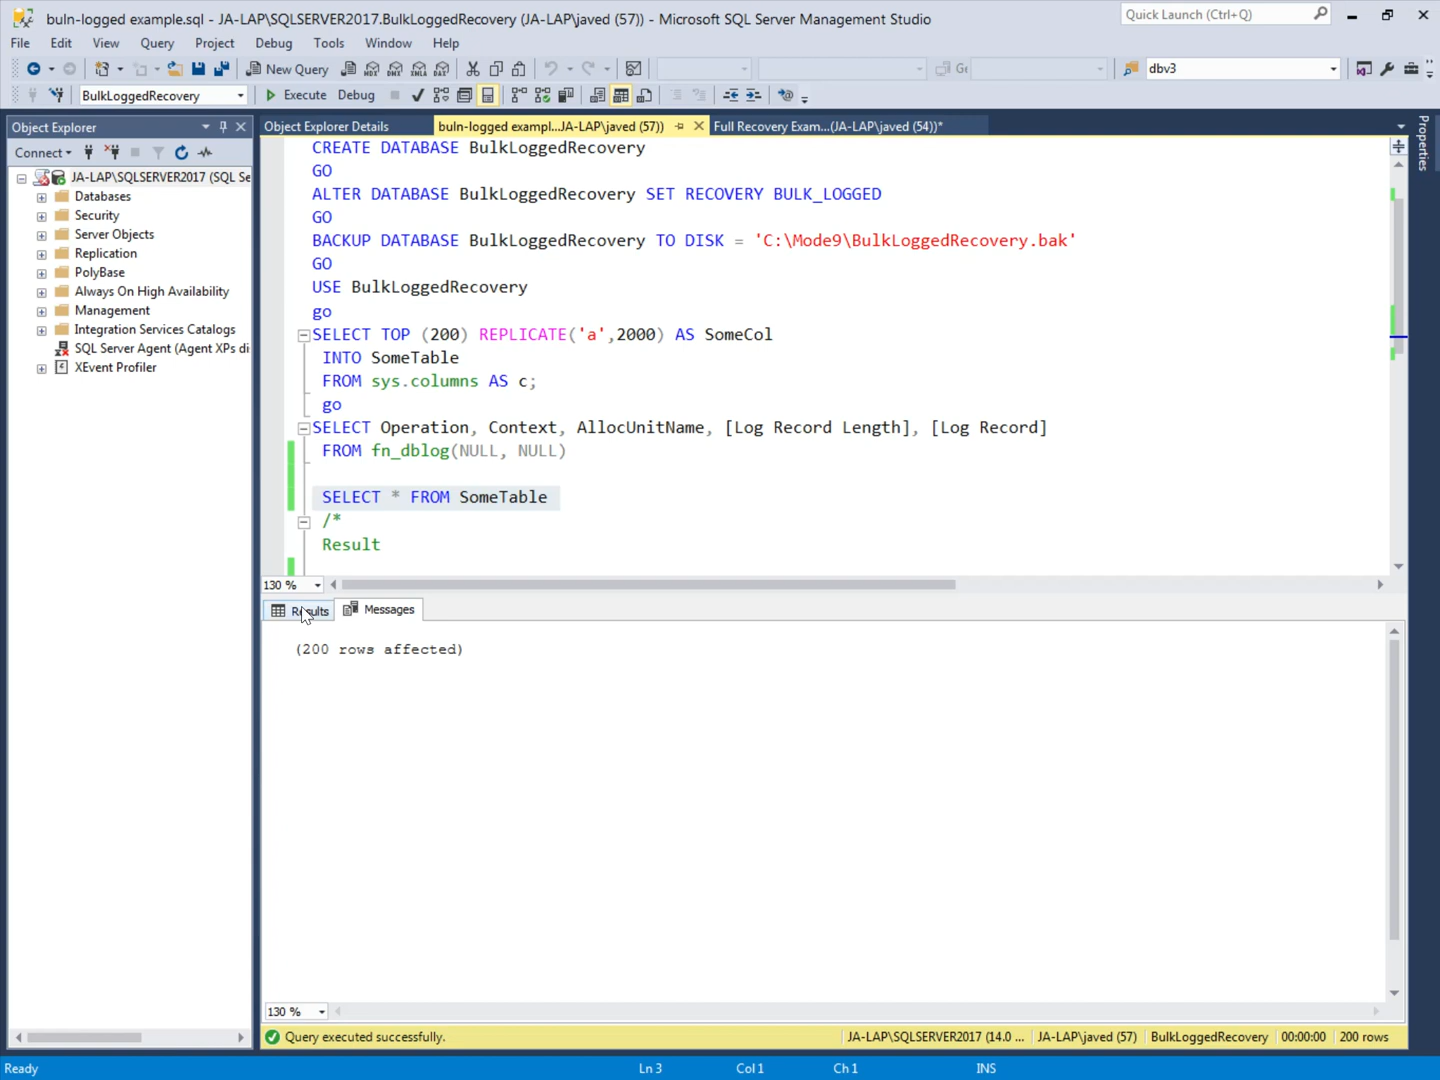 buln-logged example.sql - JA-LAP\SQLSERVER2017.BulkLoggedRecovery (JA-LAP\javed (57)) - Microsoft SQL Server Management Studio
Quick Launch (Ctrl+Q)
File Edit View Query Project Debug Tools Window Help
New Query
MDX DMX XMLA DAX
dbv3
BulkLoggedRecovery
Execute Debug
Object Explorer
Object Explorer Details
buln-logged exampl...JA-LAP\javed (57))
Full Recovery Exam...(JA-LAP\javed (54))*
Properties
Connect
JA-LAP\SQLSERVER2017 (SQL Se
Databases
Security
Server Objects
Replication
PolyBase
Always On High Availability
Management
Integration Services Catalogs
SQL Server Agent (Agent XPs di
XEvent Profiler
CREATE DATABASE BulkLoggedRecovery
GO
ALTER DATABASE BulkLoggedRecovery SET RECOVERY BULK_LOGGED
GO
BACKUP DATABASE BulkLoggedRecovery TO DISK = 'C:\Mode9\BulkLoggedRecovery.bak'
GO
USE BulkLoggedRecovery
go
SELECT TOP (200) REPLICATE('a',2000) AS SomeCol
INTO SomeTable
FROM sys.columns AS c;
go
SELECT Operation, Context, AllocUnitName, [Log Record Length], [Log Record]
FROM fn_dblog(NULL, NULL)
SELECT * FROM SomeTable
/*
Result
130 %
Results Messages
(200 rows affected)
130 %
Query executed successfully.
JA-LAP\SQLSERVER2017 (14.0 ...
JA-LAP\javed (57)
BulkLoggedRecovery
00:00:00
200 rows
Ready
Ln 3
Col 1
Ch 1
INS